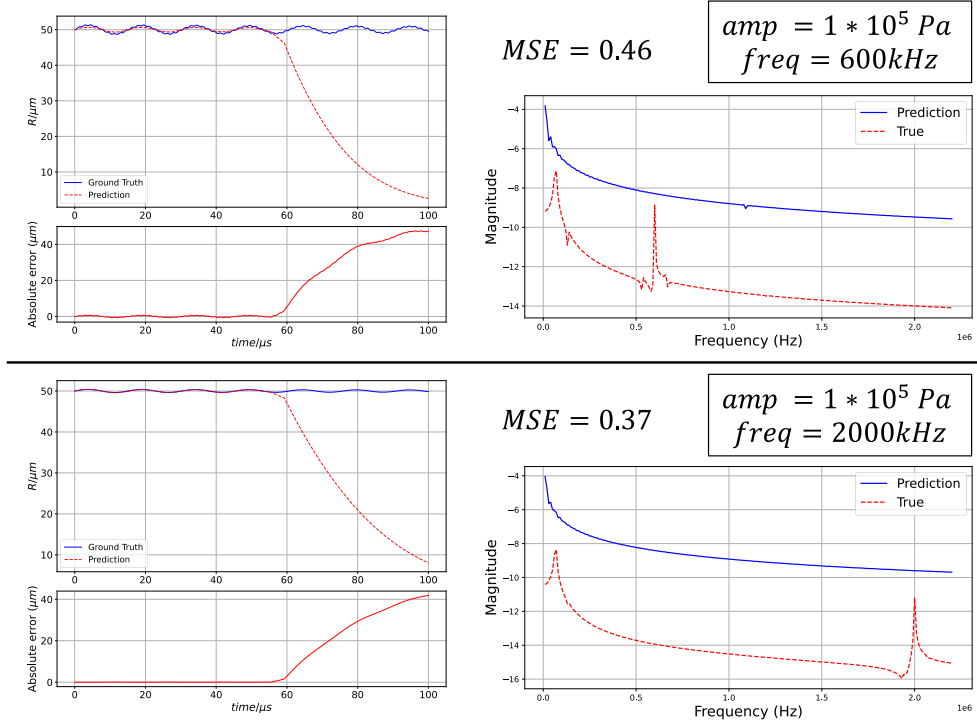 50
40
30
20
10
R/μm
Ground Truth
Prediction
0 20 40 60 80 100
40
20
0
Absolute error (μm)
0 20 40 60 80 100
time/μs
MSE = 0.46
amp = 1 * 10⁵ Pa
freq = 600kHz
−4
−6
−8
−10
−12
−14
Magnitude
Prediction
True
0.0 0.5 1.0 1.5 2.0
1e6
Frequency (Hz)
50
40
30
20
10
R/μm
Ground Truth
Prediction
0 20 40 60 80 100
40
20
0
Absolute error (μm)
0 20 40 60 80 100
time/μs
MSE = 0.37
amp = 1 * 10⁵ Pa
freq = 2000kHz
−4
−6
−8
−10
−12
−14
−16
Magnitude
Prediction
True
0.0 0.5 1.0 1.5 2.0
1e6
Frequency (Hz)